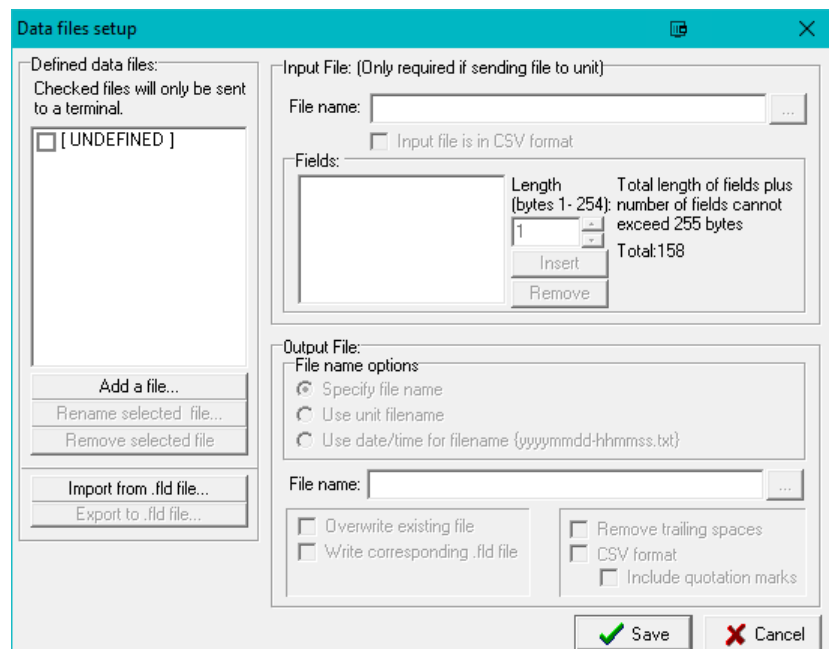 Data files setup
Defined data files:
Checked files will only be sent
to a terminal.
[ UNDEFINED ]
Add a file...
Rename selected file...
Remove selected file
Import from .fld file...
Export to .fld file...
Input File: (Only required if sending file to unit)
File name:
...
Input file is in CSV format
Fields:
Length
(bytes 1- 254):
1
Insert
Remove
Total length of fields plus
number of fields cannot
exceed 255 bytes
Total:158
Output File:
File name options
Specify file name
Use unit filename
Use date/time for filename {yyyymmdd-hhmmss.txt}
File name:
...
Overwrite existing file
Write corresponding .fld file
Remove trailing spaces
CSV format
Include quotation marks
Save
Cancel